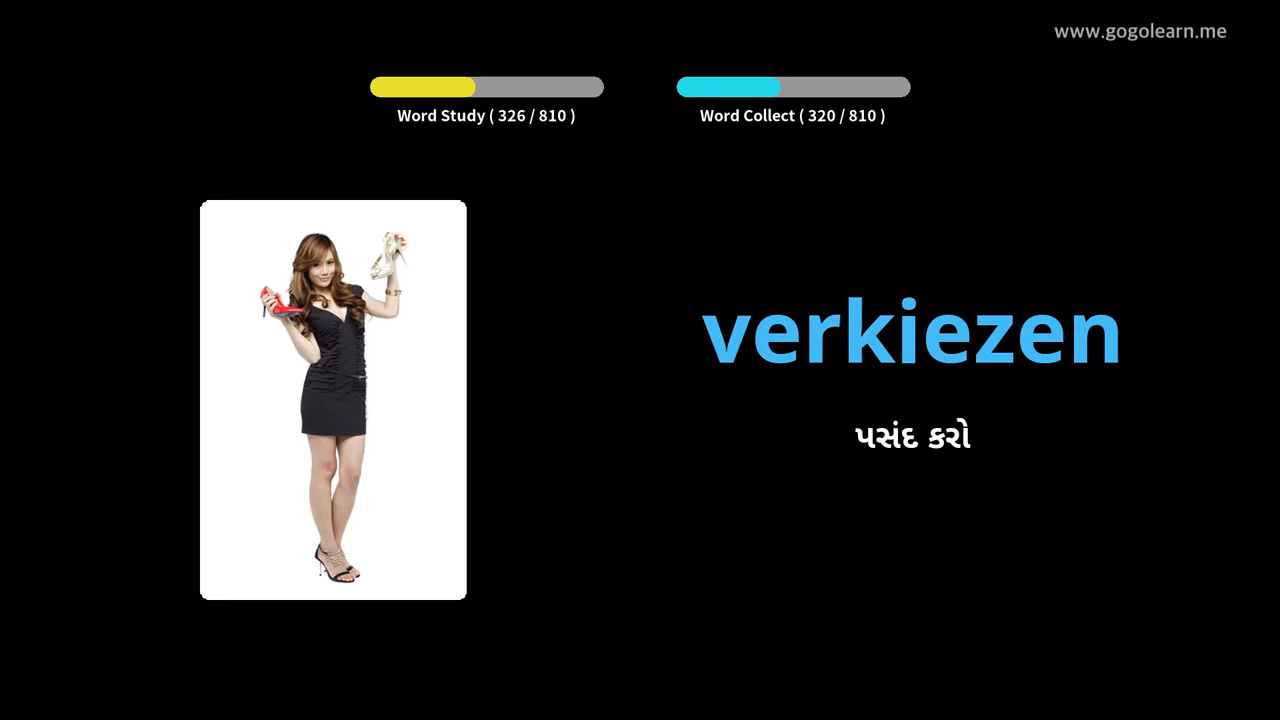 www.gogolearn.me
Word Study ( 326 / 810 )
Word Collect ( 320 / 810 )
verkiezen
પસંદ કરો